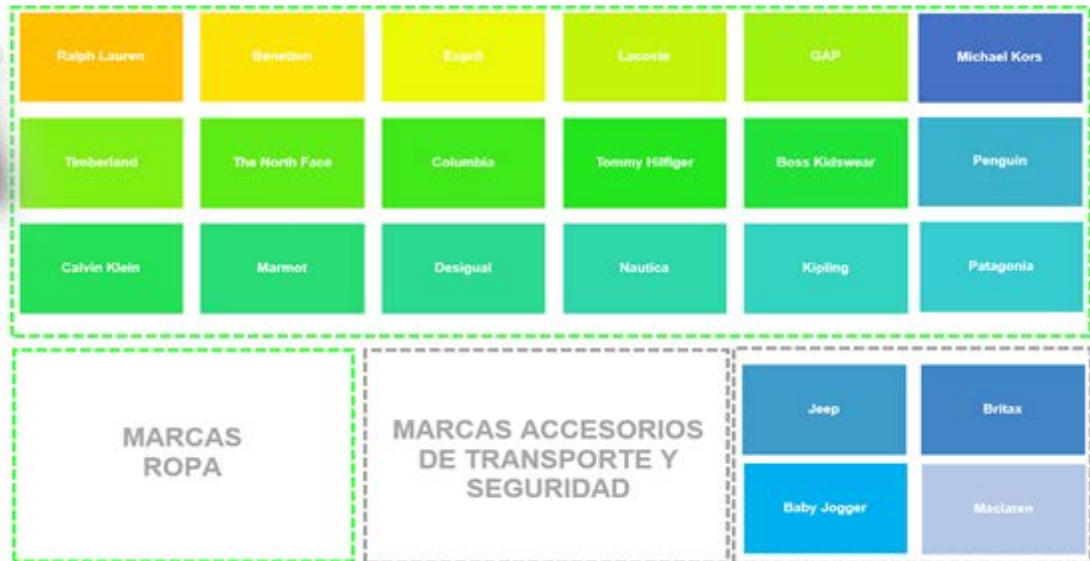 Ralph Lauren
Benetton
Esprit
Lacoste
GAP
Michael Kors
Timberland
The North Face
Columbia
Tommy Hilfiger
Boss Kidswear
Penguin
Calvin Klein
Marmot
Desigual
Nautica
Kipling
Patagonia
MARCAS
ROPA
MARCAS ACCESORIOS
DE TRANSPORTE Y
SEGURIDAD
Jeep
Britax
Baby Jogger
Maclaren